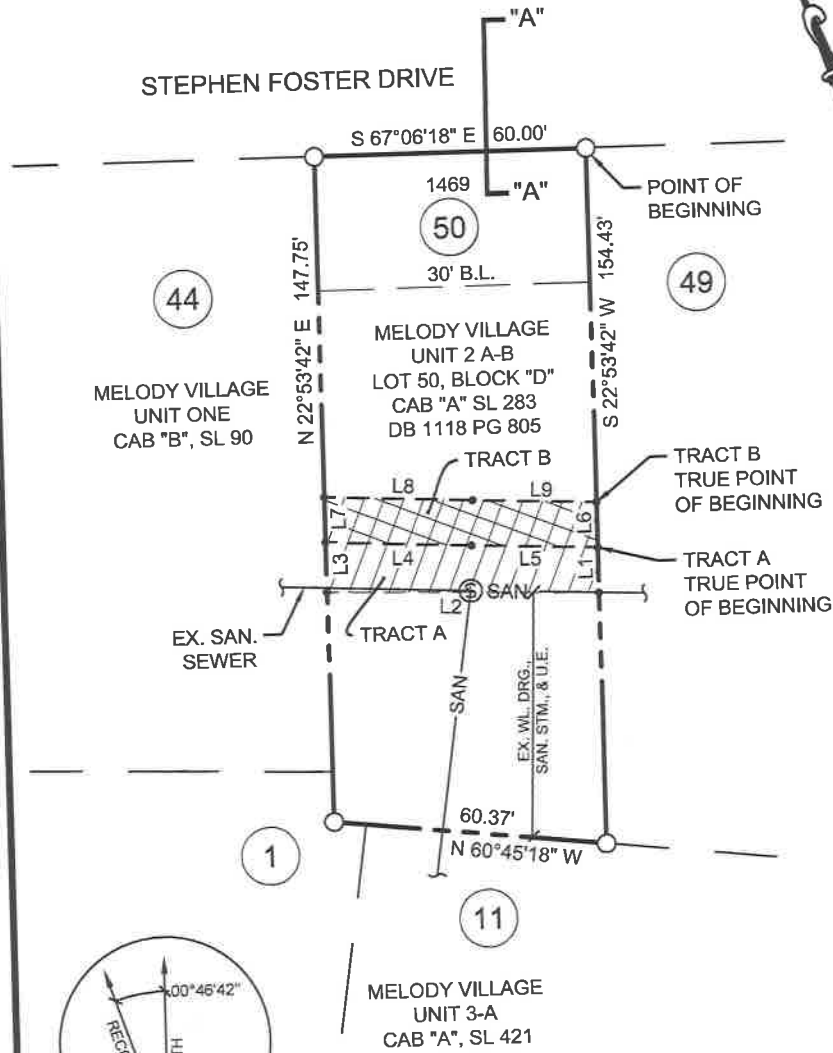 "A"
STEPHEN FOSTER DRIVE
S 67°06'18" E 60.00'
1469
"A"
POINT OF
BEGINNING
50
44
49
30' B.L.
N 22°53'42" E 147.75'
S 22°53'42" W 154.43'
MELODY VILLAGE
UNIT 2 A-B
LOT 50, BLOCK "D"
CAB "A" SL 283
DB 1118 PG 805
MELODY VILLAGE
UNIT ONE
CAB "B", SL 90
TRACT B
TRACT B
TRUE POINT
OF BEGINNING
L8
L9
L7
L6
L3
L4
L5
L1
TRACT A
TRUE POINT
OF BEGINNING
L2
S
SAN
EX. SAN.
SEWER
TRACT A
SAN
EX. WL. DRG.,
SAN. STM., & U.E.
60.37'
N 60°45'18" W
1
11
MELODY VILLAGE
UNIT 3-A
CAB "A", SL 421
00°46'42"